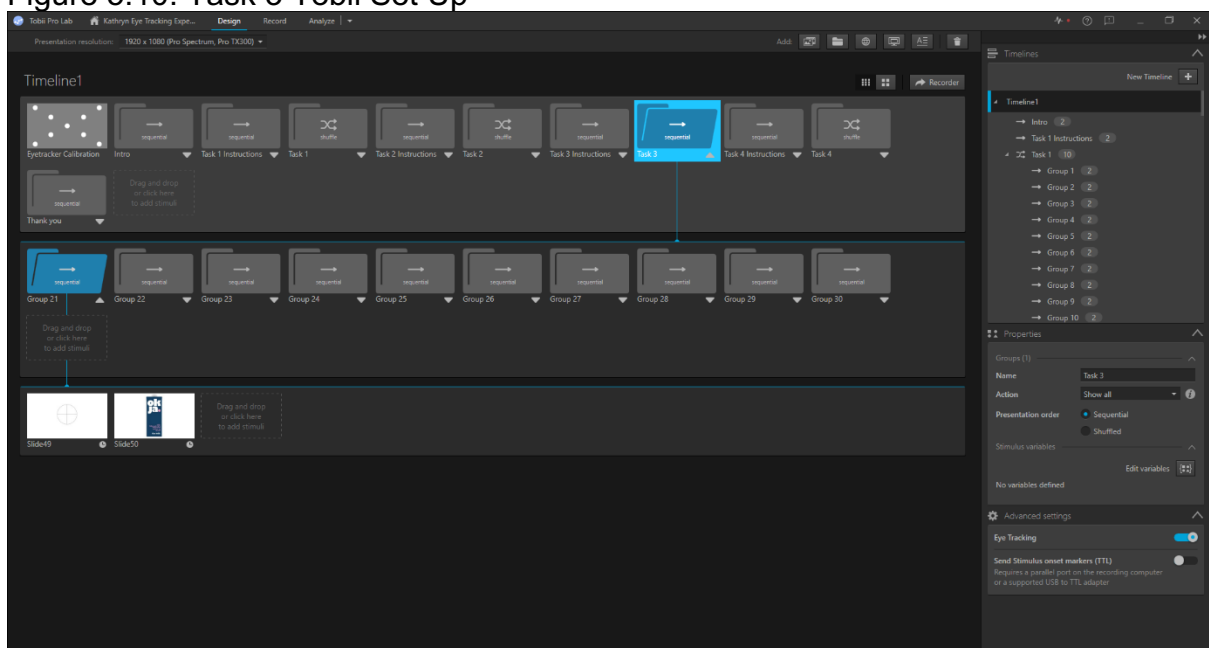 Figure 3.10: Task 3 Tobii Set Up
Tobii Pro Lab Kathryn Eye Tracking Expe... Design Record Analyze
Presentation resolution: 1920 x 1080 (Pro Spectrum, Pro TX300) Add:
Timelines
Timeline1 Recorder
New Timeline +
Timeline1
sequential sequential shuffle sequential shuffle sequential sequential sequential shuffle
Eyetracker Calibration Intro Task 1 Instructions Task 1 Task 2 Instructions Task 2 Task 3 Instructions Task 3 Task 4 Instructions Task 4
Intro 2
Task 1 Instructions 2
Task 1 10
Group 1 2
Group 2 2
Group 3 2
Group 4 2
Group 5 2
Group 6 2
Group 7 2
Group 8 2
Group 9 2
Group 10 2
sequential
Thank you
Drag and drop
or click here
to add stimuli
sequential sequential sequential sequential sequential sequential sequential sequential sequential sequential
Group 21 Group 22 Group 23 Group 24 Group 25 Group 26 Group 27 Group 28 Group 29 Group 30
Drag and drop
or click here
to add stimuli
ok
ja.
Slide49 Slide50
Drag and drop
or click here
to add stimuli
Properties
Groups (1)
Name Task 3
Action Show all
Presentation order Sequential
Shuffled
Stimulus variables
Edit variables
No variables defined
Advanced settings
Eye Tracking
Send Stimulus onset markers (TTL)
Requires a parallel port on the recording computer
or a supported USB to TTL adapter